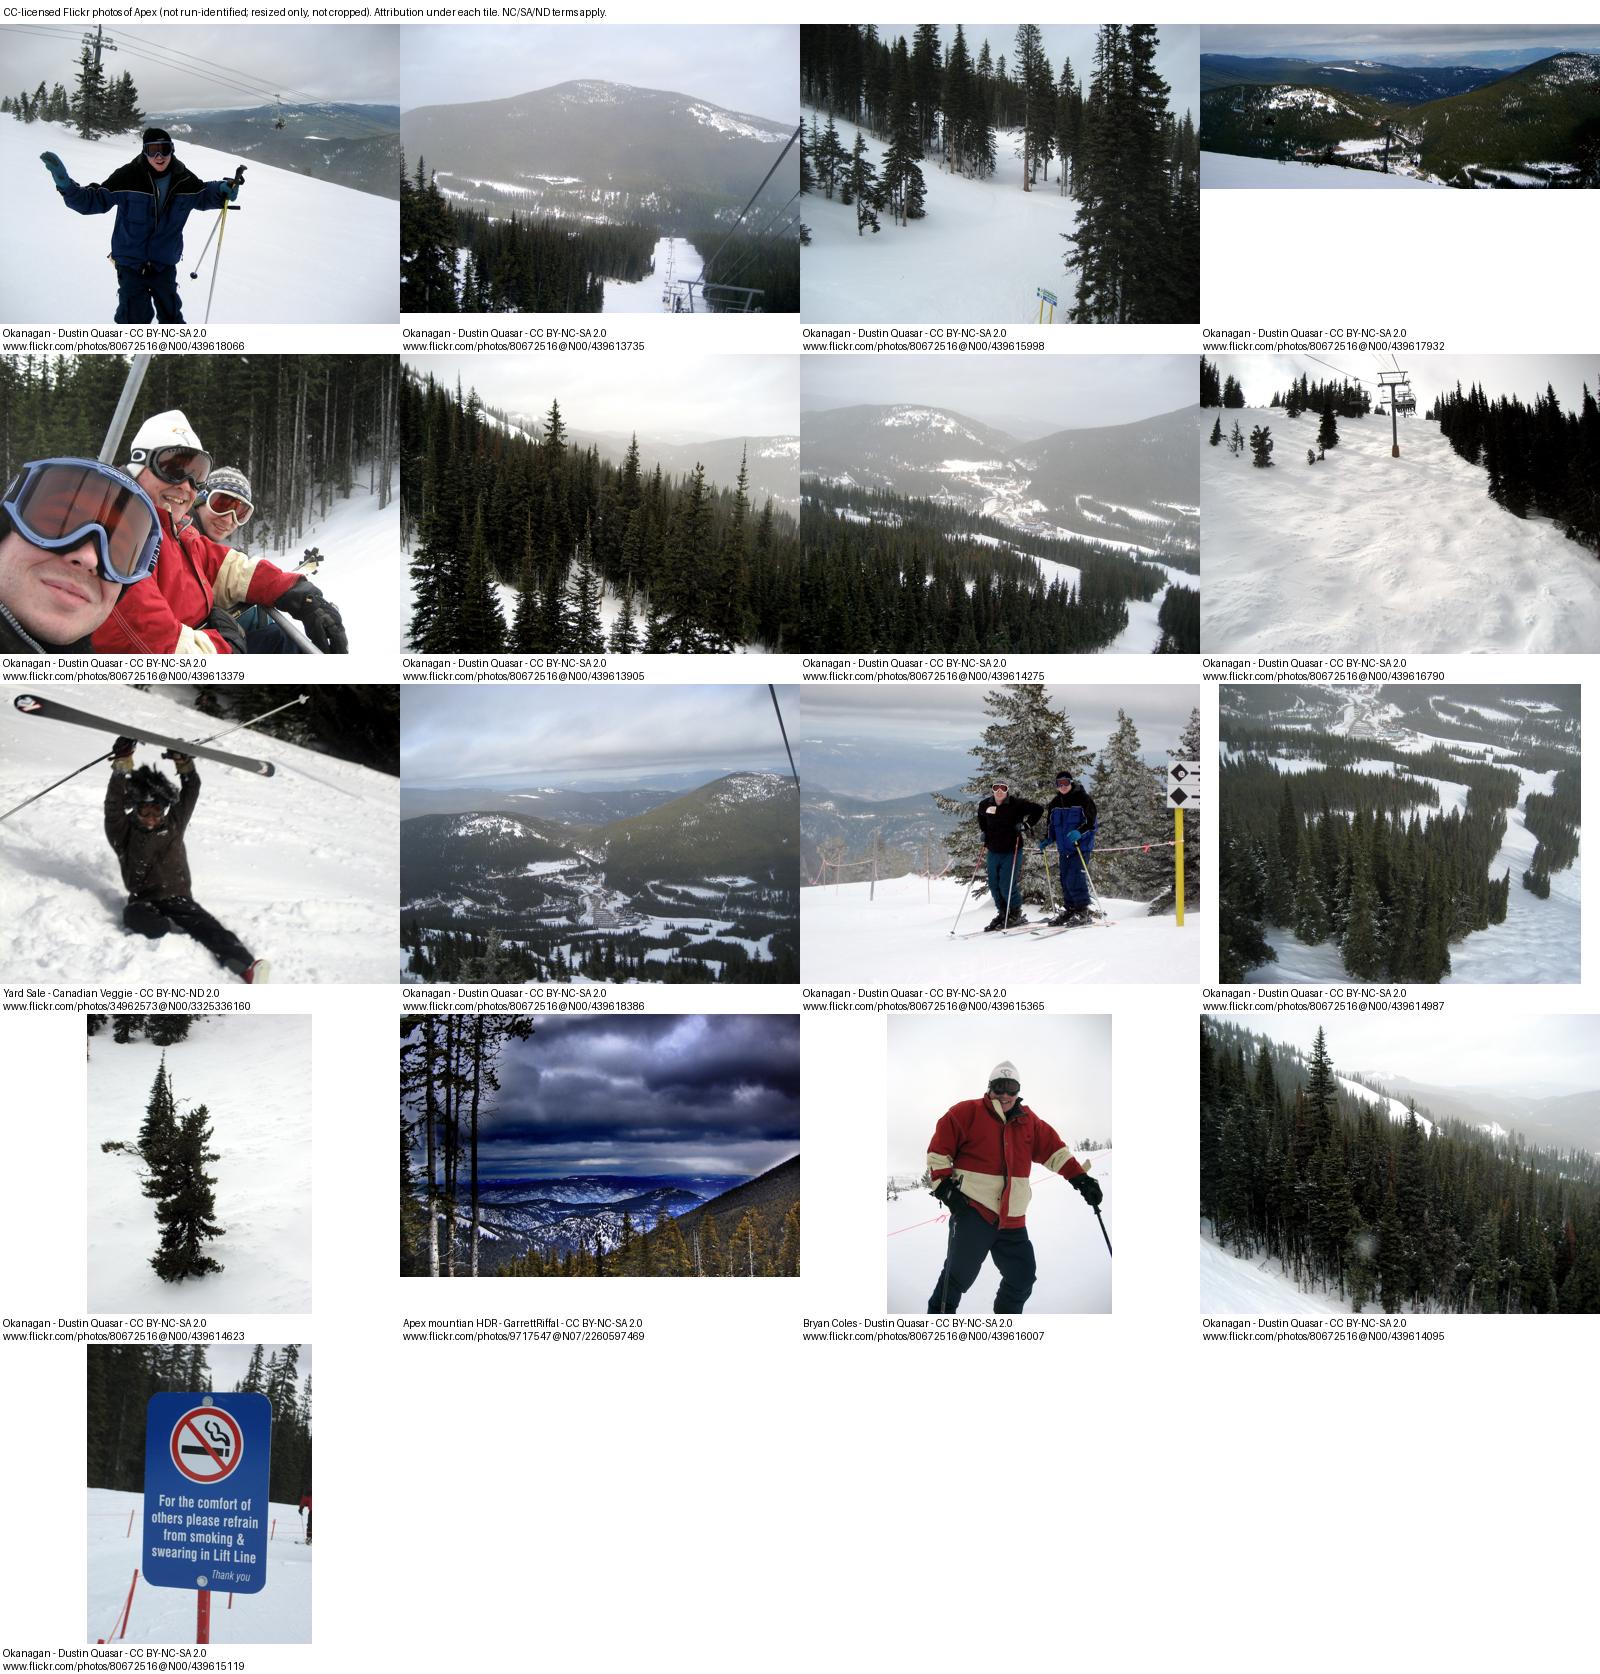 CC-licensed Flickr photos of Apex (not run-identified; resized only, not cropped). Attribution under each tile. NC/SA/ND terms apply.
Okanagan - Dustin Quasar - CC BY-NC-SA 2.0
www.flickr.com/photos/80672516@N00/439618066
Okanagan - Dustin Quasar - CC BY-NC-SA 2.0
www.flickr.com/photos/80672516@N00/439613735
Okanagan - Dustin Quasar - CC BY-NC-SA 2.0
www.flickr.com/photos/80672516@N00/439615998
Okanagan - Dustin Quasar - CC BY-NC-SA 2.0
www.flickr.com/photos/80672516@N00/439617932
Okanagan - Dustin Quasar - CC BY-NC-SA 2.0
www.flickr.com/photos/80672516@N00/439613379
Okanagan - Dustin Quasar - CC BY-NC-SA 2.0
www.flickr.com/photos/80672516@N00/439613905
Okanagan - Dustin Quasar - CC BY-NC-SA 2.0
www.flickr.com/photos/80672516@N00/439614275
Okanagan - Dustin Quasar - CC BY-NC-SA 2.0
www.flickr.com/photos/80672516@N00/439616790
Yard Sale - Canadian Veggie - CC BY-NC-ND 2.0
www.flickr.com/photos/34962573@N00/3325336160
Okanagan - Dustin Quasar - CC BY-NC-SA 2.0
www.flickr.com/photos/80672516@N00/439618386
Okanagan - Dustin Quasar - CC BY-NC-SA 2.0
www.flickr.com/photos/80672516@N00/439615365
Okanagan - Dustin Quasar - CC BY-NC-SA 2.0
www.flickr.com/photos/80672516@N00/439614987
Okanagan - Dustin Quasar - CC BY-NC-SA 2.0
www.flickr.com/photos/80672516@N00/439614623
Apex mountian HDR - GarrettRiffal - CC BY-NC-SA 2.0
www.flickr.com/photos/9717547@N07/2260597469
Bryan Coles - Dustin Quasar - CC BY-NC-SA 2.0
www.flickr.com/photos/80672516@N00/439616007
Okanagan - Dustin Quasar - CC BY-NC-SA 2.0
www.flickr.com/photos/80672516@N00/439614095
For the comfort of
others please refrain
from smoking &
swearing in Lift Line
Thank you
Okanagan - Dustin Quasar - CC BY-NC-SA 2.0
www.flickr.com/photos/80672516@N00/439615119